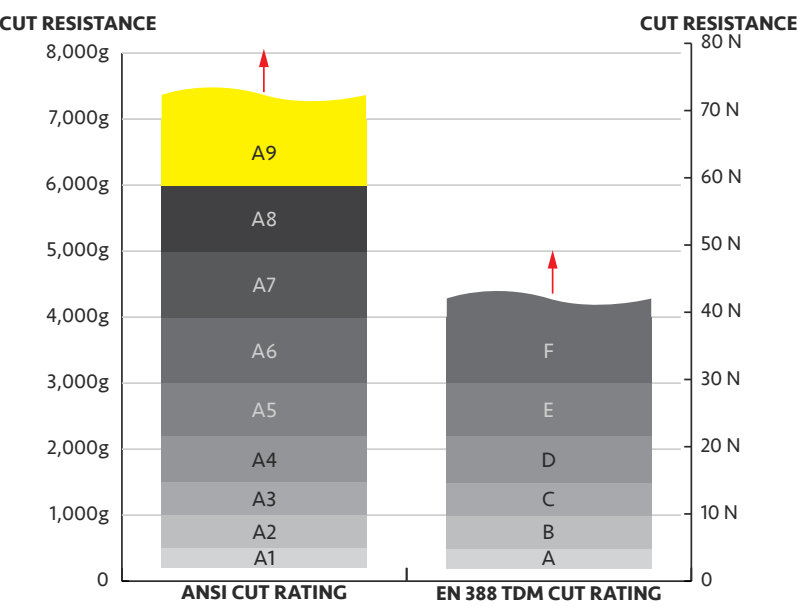 CUT RESISTANCE
CUT RESISTANCE
8,000g
80 N
7,000g
70 N
A9
6,000g
60 N
A8
5,000g
50 N
A7
4,000g
40 N
A6
F
3,000g
30 N
A5
E
2,000g
20 N
A4
D
A3
C
1,000g
10 N
A2
B
A1
A
0
0
ANSI CUT RATING
EN 388 TDM CUT RATING